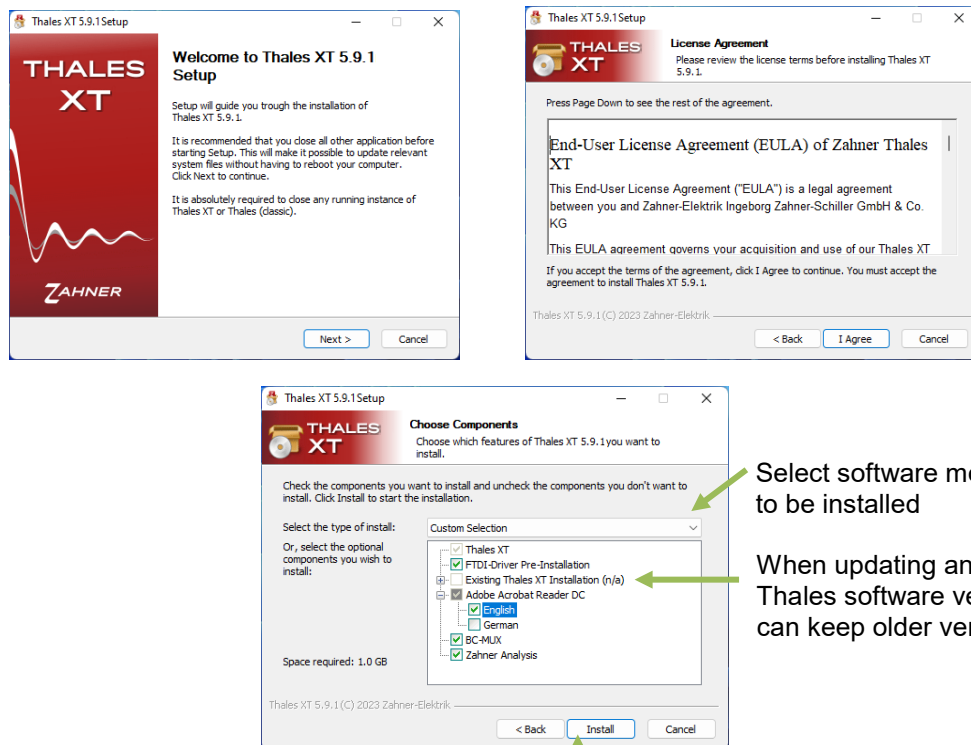 Thales XT 5.9.1 Setup
THALES
XT
ZAHNER
Welcome to Thales XT 5.9.1
Setup
Setup will guide you trough the installation of
Thales XT 5.9.1.
It is recommended that you close all other application before
starting Setup. This will make it possible to update relevant
system files without having to reboot your computer.
Click Next to continue.
It is absolutely required to close any running instance of
Thales XT or Thales (classic).
Next >
Cancel
Thales XT 5.9.1 Setup
THALES
XT
License Agreement
Please review the license terms before installing Thales XT
5.9.1.
Press Page Down to see the rest of the agreement.
End-User License Agreement (EULA) of Zahner Thales
XT
This End-User License Agreement ("EULA") is a legal agreement
between you and Zahner-Elektrik Ingeborg Zahner-Schiller GmbH & Co.
KG
This EULA agreement governs your acquisition and use of our Thales XT
If you accept the terms of the agreement, click I Agree to continue. You must accept the
agreement to install Thales XT 5.9.1.
Thales XT 5.9.1 (C) 2023 Zahner-Elektrik
< Back
I Agree
Cancel
Thales XT 5.9.1 Setup
THALES
XT
Choose Components
Choose which features of Thales XT 5.9.1you want to
install.
Check the components you want to install and uncheck the components you don't want to
install. Click Install to start the installation.
Select the type of install:
Custom Selection
Or, select the optional
components you wish to
install:
Thales XT
FTDI-Driver Pre-Installation
Existing Thales XT Installation (n/a)
Adobe Acrobat Reader DC
English
German
BC-MUX
Zahner Analysis
Space required: 1.0 GB
Thales XT 5.9.1 (C) 2023 Zahner-Elektrik
< Back
Install
Cancel
Select software
to be installed
When updating an
Thales software
can keep older